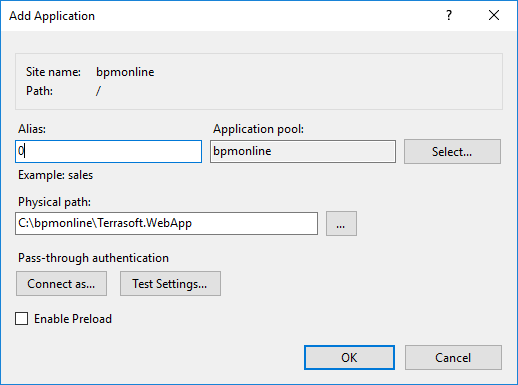 Add Application
? ×
Site name: bpmonline
Path: /
Alias: Application pool:
0 bpmonline Select...
Example: sales
Physical path:
C:\bpmonline\Terrasoft.WebApp ...
Pass-through authentication
Connect as... Test Settings...
Enable Preload
OK Cancel